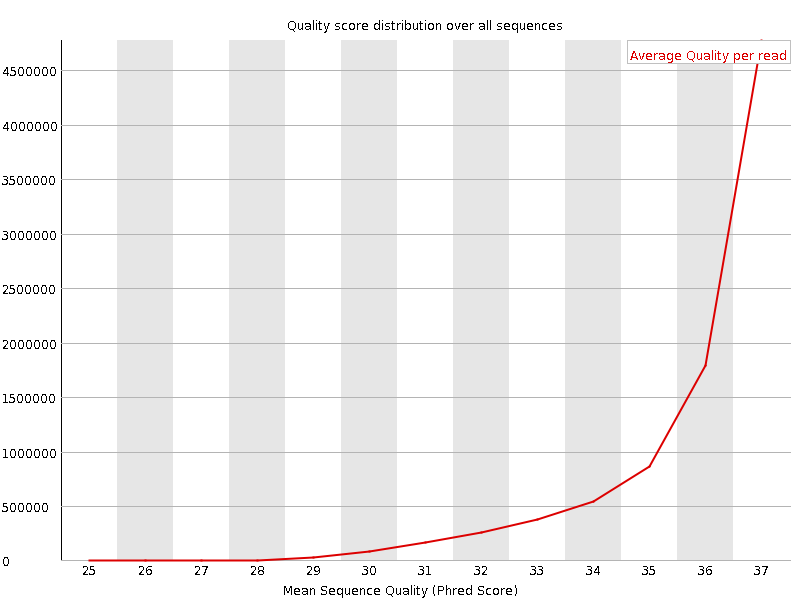 Quality score distribution over all sequences
Average Quality per read
4500000
4000000
3500000
3000000
2500000
2000000
1500000
1000000
500000
0
25 26 27 28 29 30 31 32 33 34 35 36 37
Mean Sequence Quality (Phred Score)